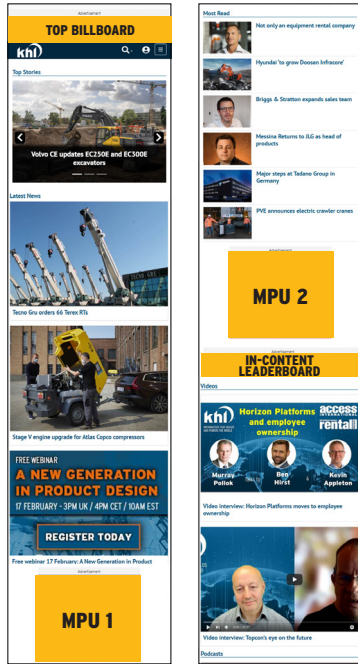 Advertisement
TOP BILLBOARD
khl
Top Stories
Volvo CE updates EC250E and EC300E
excavators
Latest News
TECNO GRU
Tecno Gru orders 66 Terex RTs
Stage V engine upgrade for Atlas Copco compressors
FREE WEBINAR
A NEW GENERATION
IN PRODUCT DESIGN
17 FEBRUARY - 3PM UK / 4PM CET / 10AM EST
REGISTER TODAY
Free webinar 17 February: A New Generation in Product
Advertisement
MPU 1
Most Read
Not only an equipment rental company
Hyundai 'to grow Doosan Infracore'
Briggs & Stratton expands sales team
Messina Returns to JLG as head of
products
Major steps at Tadano Group in
Germany
PVE announces electric crawler cranes
Advertisement
MPU 2
Advertisement
IN-CONTENT
LEADERBOARD
Videos
khl
Horizon Platforms
and employee
ownership
access
INTERNATIONAL
rental
Murray
Pollok
Ben
Hirst
Kevin
Appleton
Video interview: Horizon Platforms moves to employee
ownership
Video interview: Topcon's eye on the future
Podcasts